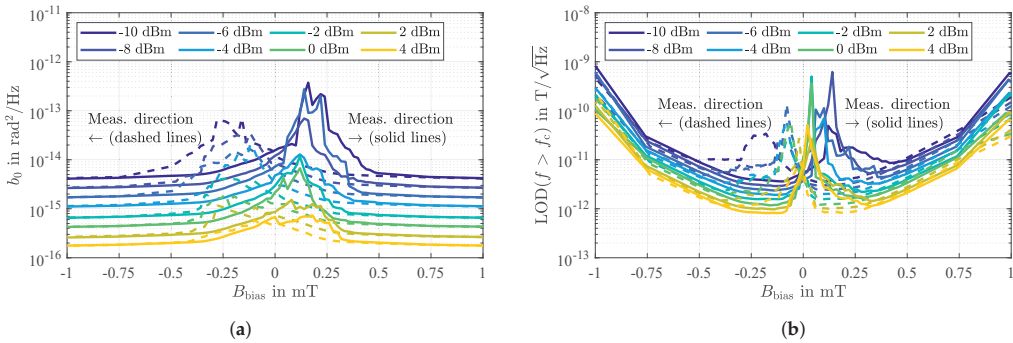 -10 dBm -6 dBm -2 dBm 2 dBm
-8 dBm -4 dBm 0 dBm 4 dBm
10⁻¹¹
10⁻¹²
10⁻¹³
10⁻¹⁴
10⁻¹⁵
10⁻¹⁶
b₀ in rad²/Hz
Meas. direction
← (dashed lines)
Meas. direction
→ (solid lines)
-1 -0.75 -0.5 -0.25 0 0.25 0.5 0.75 1
B_bias in mT
(a)
-10 dBm -6 dBm -2 dBm 2 dBm
-8 dBm -4 dBm 0 dBm 4 dBm
10⁻⁷
10⁻⁸
10⁻⁹
10⁻¹⁰
10⁻¹¹
10⁻¹²
10⁻¹³
LOD(f > f_c) in T/√Hz
Meas. direction
← (dashed lines)
Meas. direction
→ (solid lines)
-1 -0.75 -0.5 -0.25 0 0.25 0.5 0.75 1
B_bias in mT
(b)